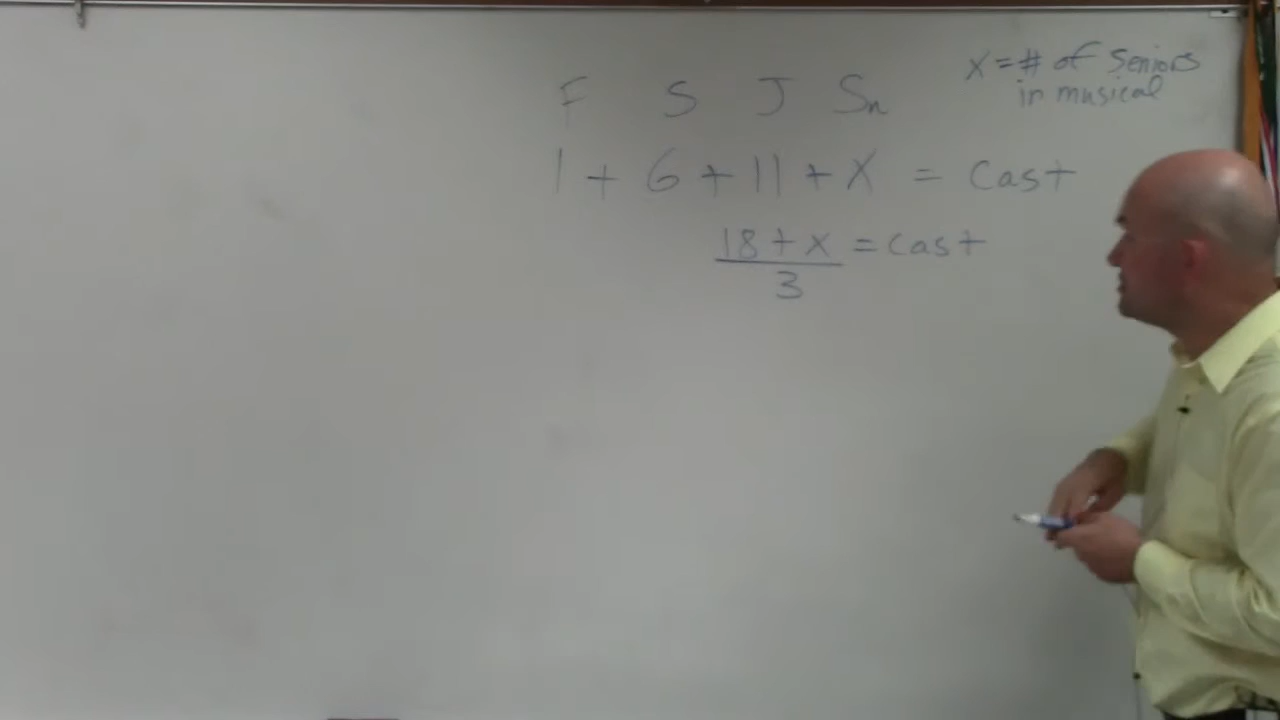 x = # of seniors
in musical
F S J Sn
1 + 6 + 11 + x = cast
18 + x = cast
3